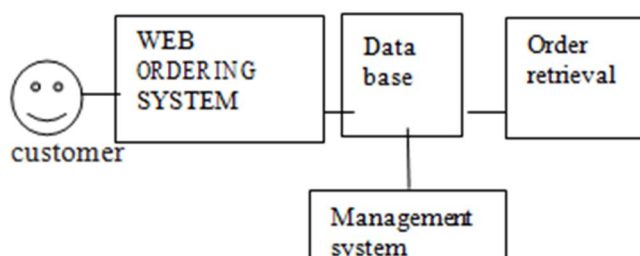 WEB
ORDERING
SYSTEM
Data
base
Order
retrieval
customer
Management
system